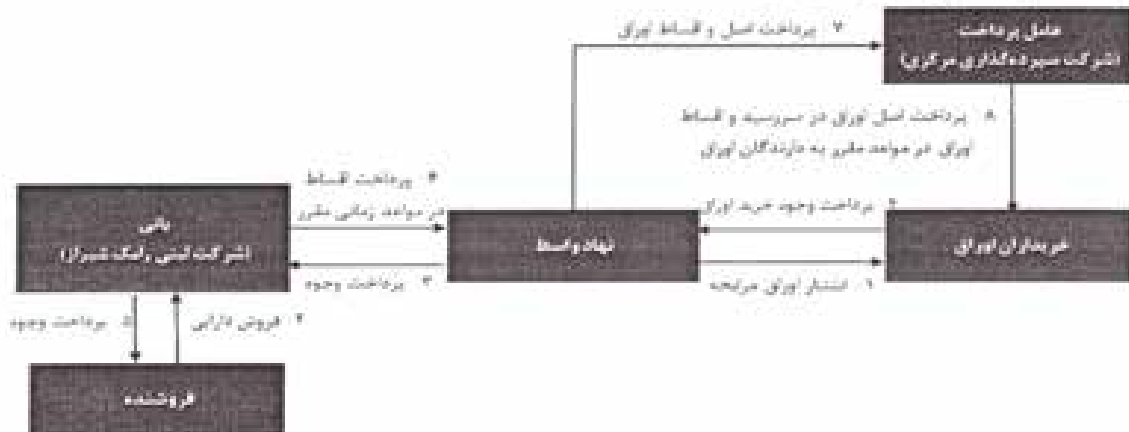 عامل پرداخت
(شرکت سپرده‌گذاری مرکزی)
۷ پرداخت اصل و اقساط اوراق
۸ پرداخت اصل اوراق در سررسید و اقساط
اوراق در مواعد مقرر به دارندگان اوراق
۶ پرداخت اقساط
در مواعد زمانی مقرر
بانی
(شرکت لبنی رامک شیراز)
نهاد واسط
۲ پرداخت وجوه خرید اوراق
خریداران اوراق
۳ پرداخت وجوه
۱ انتشار اوراق مرابحه
۵ پرداخت وجوه
۴ فروش دارایی
فروشنده